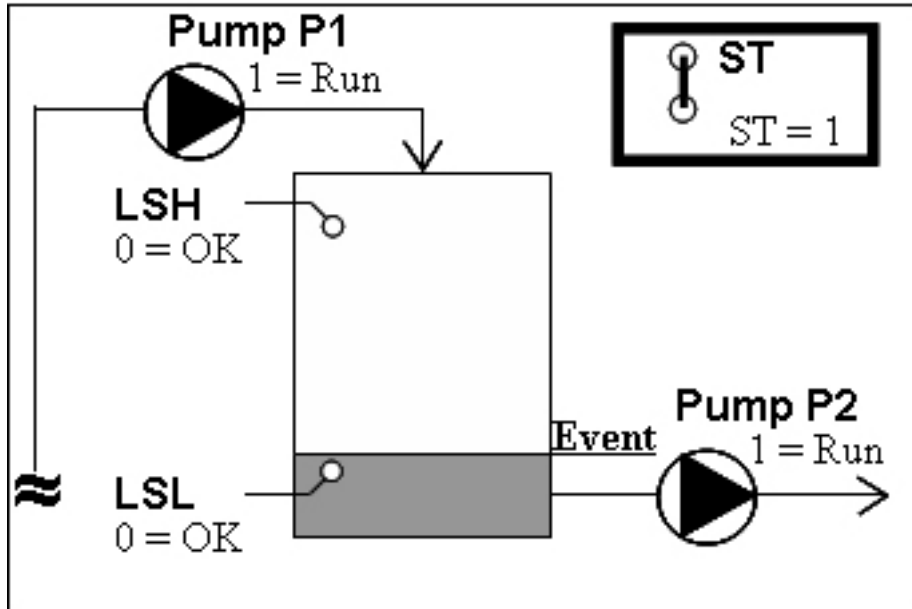 Pump P1
1 = Run
ST
ST = 1
LSH
0 = OK
Pump P2
Event
1 = Run
LSL
0 = OK